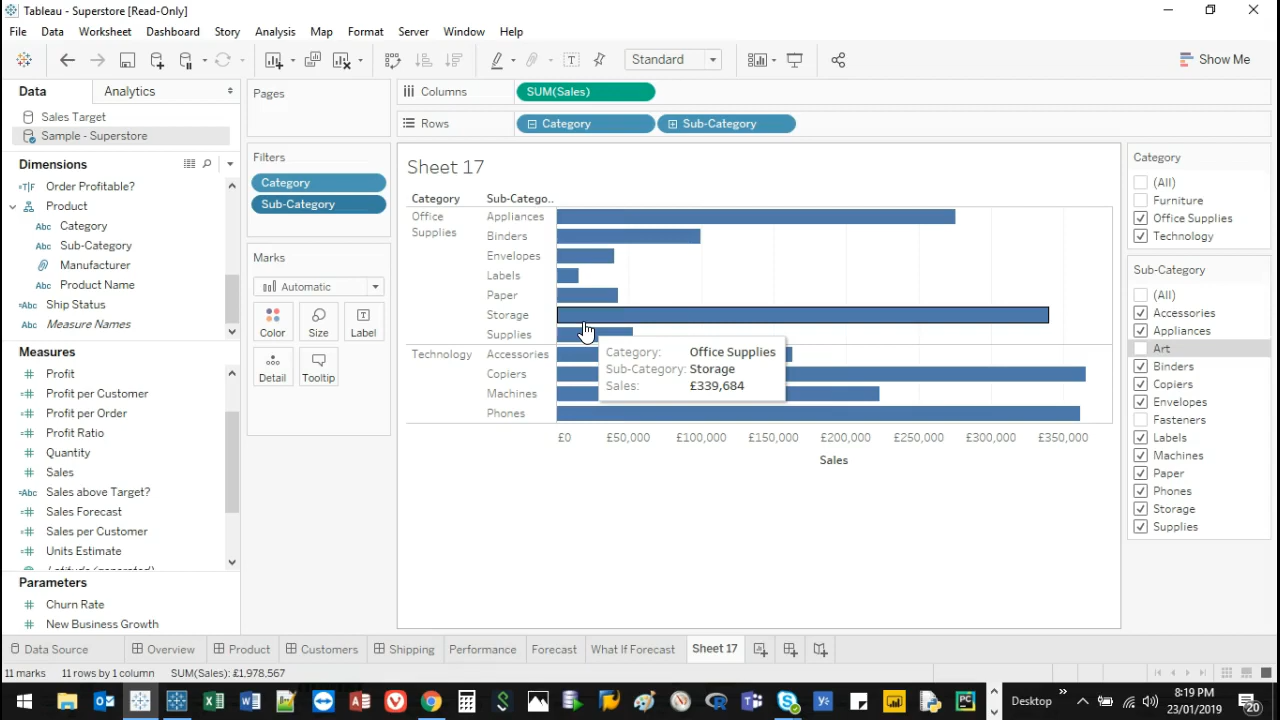 Tableau - Superstore [Read-Only]
File Data Worksheet Dashboard Story Analysis Map Format Server Window Help
Standard
Show Me
Data Analytics
Sales Target
Sample - Superstore
Dimensions
=T|F Order Profitable?
Product
Abc Category
Abc Sub-Category
Manufacturer
Abc Product Name
=Abc Ship Status
Abc Measure Names
Measures
Profit
Profit per Customer
Profit per Order
Profit Ratio
Quantity
Sales
=Abc Sales above Target?
Sales Forecast
Sales per Customer
Units Estimate
Parameters
Churn Rate
New Business Growth
Pages
Filters
Category
Sub-Category
Marks
Automatic
Color Size Label
Detail Tooltip
Columns SUM(Sales)
Rows Category Sub-Category
Sheet 17
Category Sub-Catego..
Office Supplies Appliances
Binders
Envelopes
Labels
Paper
Storage
Supplies
Technology Accessories
Copiers
Machines
Phones
£0 £50,000 £100,000 £150,000 £200,000 £250,000 £300,000 £350,000
Sales
Category: Office Supplies
Sub-Category: Storage
Sales: £339,684
Category
(All)
Furniture
Office Supplies
Technology
Sub-Category
(All)
Accessories
Appliances
Art
Binders
Copiers
Envelopes
Fasteners
Labels
Machines
Paper
Phones
Storage
Supplies
Data Source Overview Product Customers Shipping Performance Forecast What If Forecast Sheet 17
11 marks 11 rows by 1 column SUM(Sales): £1,978,567
Desktop
8:19 PM
23/01/2019
20